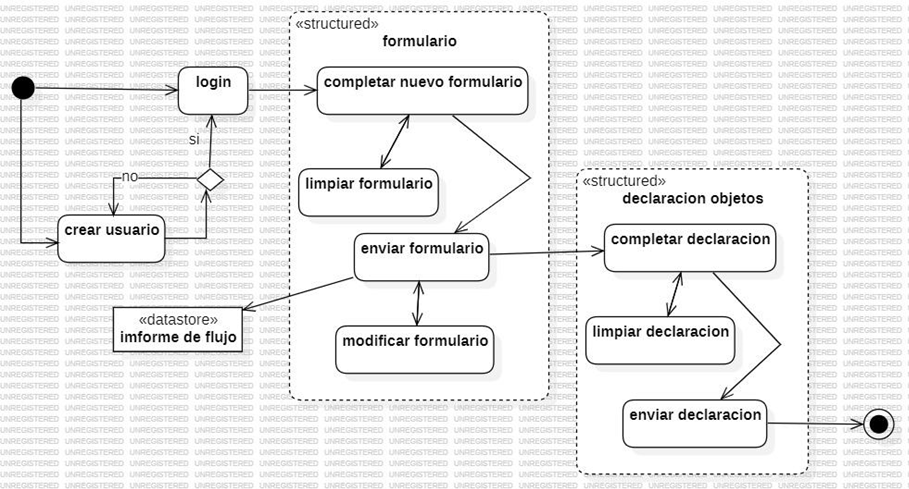 «structured»
formulario
login
completar nuevo formulario
si
no
limpiar formulario
crear usuario
enviar formulario
«datastore»
imforme de flujo
modificar formulario
«structured»
declaracion objetos
completar declaracion
limpiar declaracion
enviar declaracion
UNREGISTERED